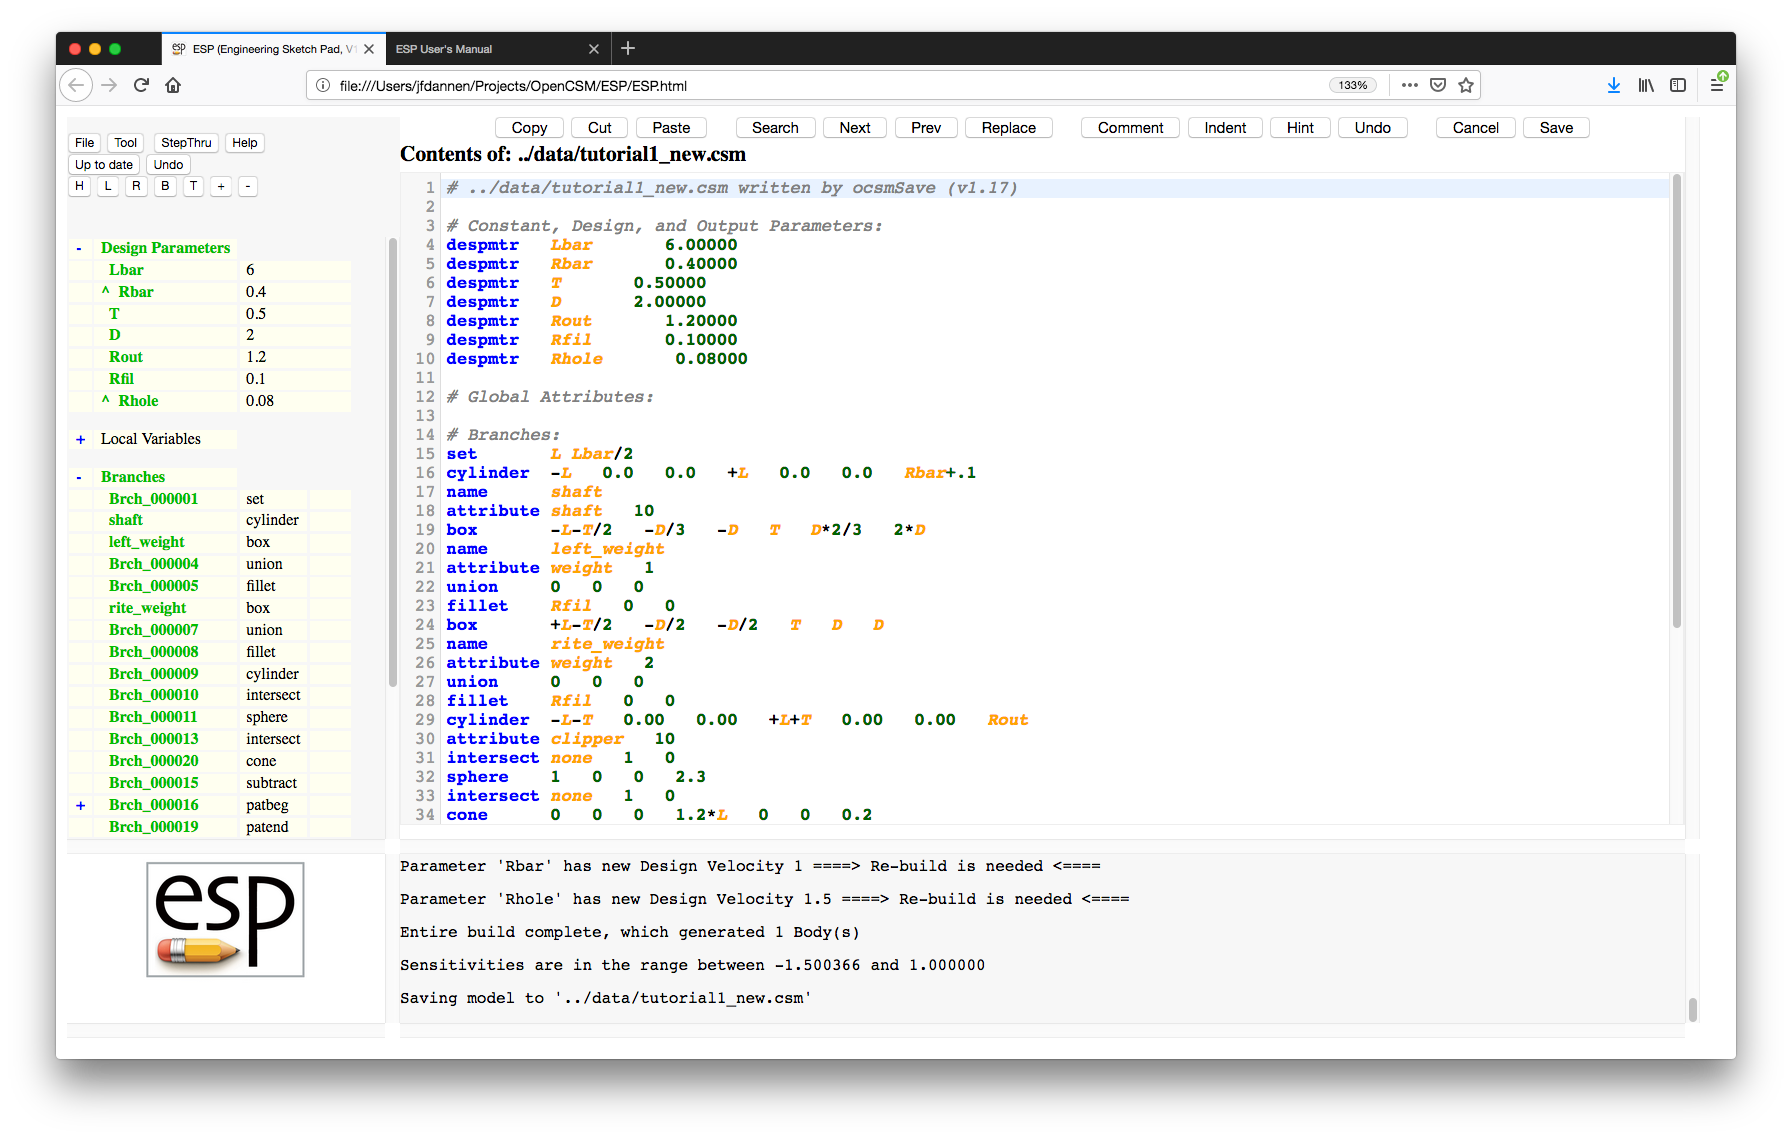 ESP (Engineering Sketch Pad, V1
ESP User's Manual
file:///Users/jfdannen/Projects/OpenCSM/ESP/ESP.html
133%
File Tool StepThru Help
Up to date Undo
H L R B T + -
- Design Parameters
Lbar 6
^ Rbar 0.4
T 0.5
D 2
Rout 1.2
Rfil 0.1
^ Rhole 0.08
+ Local Variables
- Branches
Brch_000001 set
shaft cylinder
left_weight box
Brch_000004 union
Brch_000005 fillet
rite_weight box
Brch_000007 union
Brch_000008 fillet
Brch_000009 cylinder
Brch_000010 intersect
Brch_000011 sphere
Brch_000013 intersect
Brch_000020 cone
Brch_000015 subtract
+ Brch_000016 patbeg
Brch_000019 patend
esp
Copy Cut Paste Search Next Prev Replace Comment Indent Hint Undo Cancel Save
Contents of: ../data/tutorial1_new.csm
1 # ../data/tutorial1_new.csm written by ocsmSave (v1.17)
2
3 # Constant, Design, and Output Parameters:
4 despmtr Lbar 6.00000
5 despmtr Rbar 0.40000
6 despmtr T 0.50000
7 despmtr D 2.00000
8 despmtr Rout 1.20000
9 despmtr Rfil 0.10000
10 despmtr Rhole 0.08000
11
12 # Global Attributes:
13
14 # Branches:
15 set L Lbar/2
16 cylinder -L 0.0 0.0 +L 0.0 0.0 Rbar+.1
17 name shaft
18 attribute shaft 10
19 box -L-T/2 -D/3 -D T D*2/3 2*D
20 name left_weight
21 attribute weight 1
22 union 0 0 0
23 fillet Rfil 0 0
24 box +L-T/2 -D/2 -D/2 T D D
25 name rite_weight
26 attribute weight 2
27 union 0 0 0
28 fillet Rfil 0 0
29 cylinder -L-T 0.00 0.00 +L+T 0.00 0.00 Rout
30 attribute clipper 10
31 intersect none 1 0
32 sphere 1 0 0 2.3
33 intersect none 1 0
34 cone 0 0 0 1.2*L 0 0 0.2
Parameter 'Rbar' has new Design Velocity 1 ====> Re-build is needed <====
Parameter 'Rhole' has new Design Velocity 1.5 ====> Re-build is needed <====
Entire build complete, which generated 1 Body(s)
Sensitivities are in the range between -1.500366 and 1.000000
Saving model to '../data/tutorial1_new.csm'